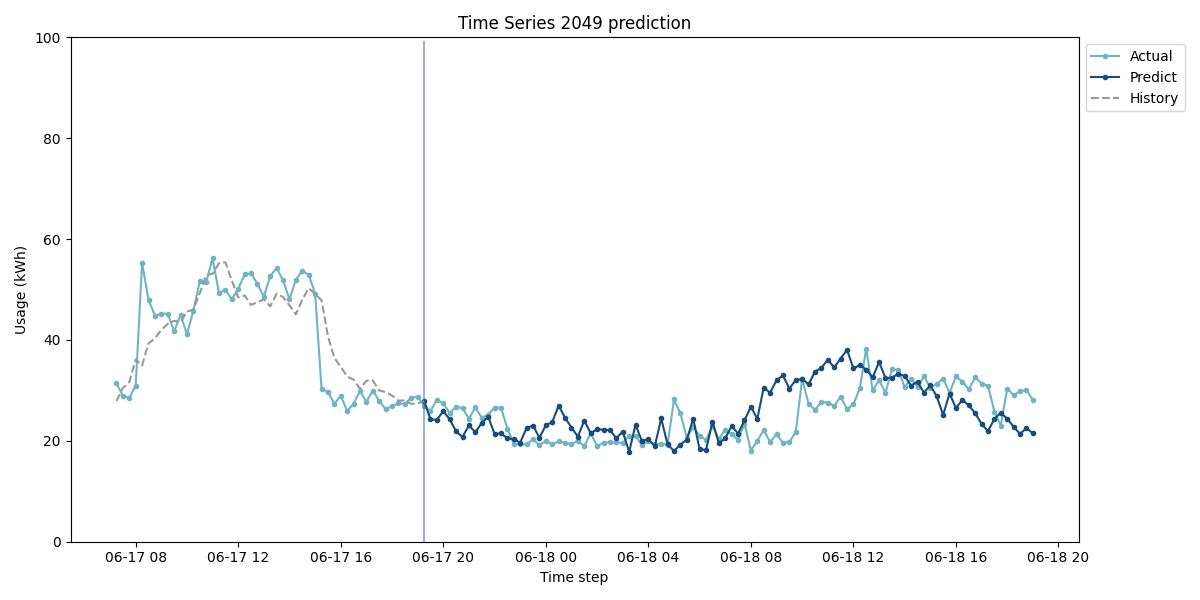 Time Series 2049 prediction
100
80
60
40
20
0
Usage (kWh)
06-17 08
06-17 12
06-17 16
06-17 20
06-18 00
06-18 04
06-18 08
06-18 12
06-18 16
06-18 20
Time step
Actual
Predict
History